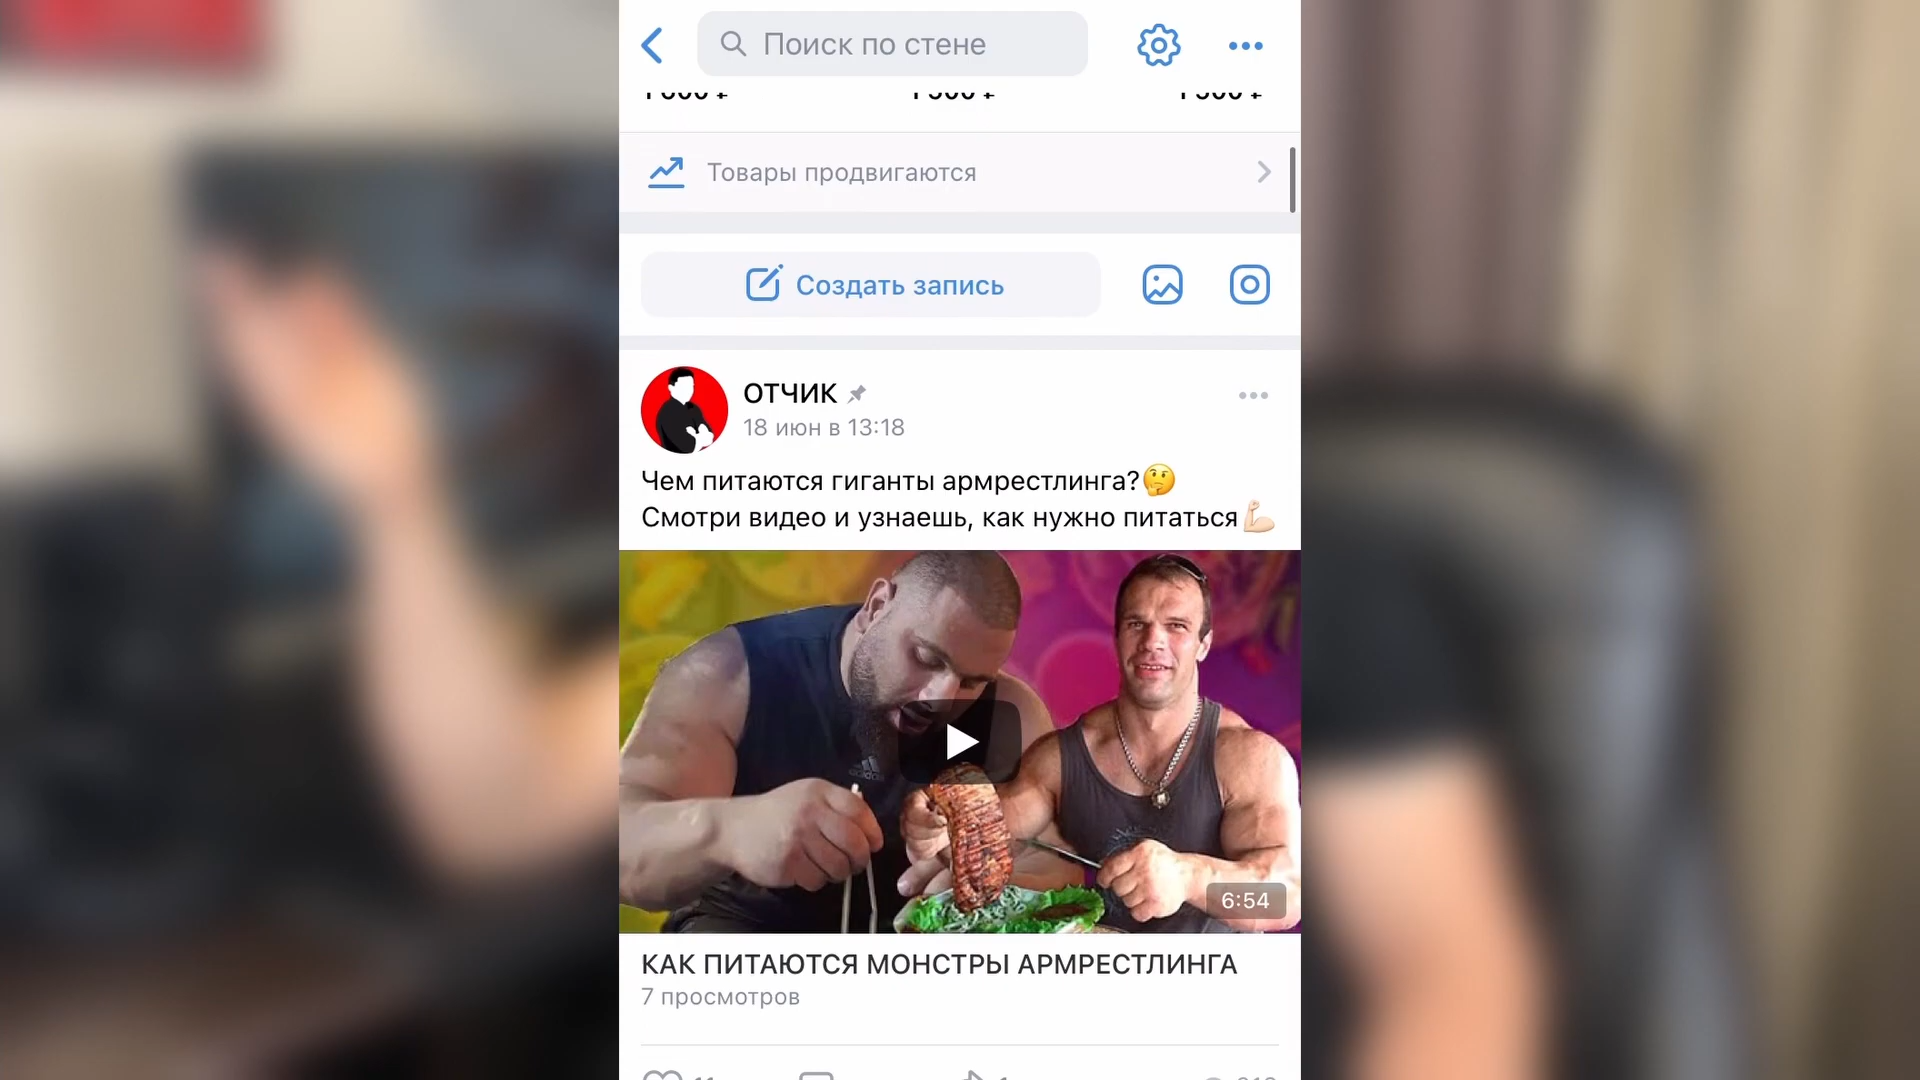 Поиск по стене
Товары продвигаются
Создать запись
ОТЧИК
18 июн в 13:18
Чем питаются гиганты армрестлинга?🤔
Смотри видео и узнаешь, как нужно питаться💪🏻
adidas
6:54
КАК ПИТАЮТСЯ МОНСТРЫ АРМРЕСТЛИНГА
7 просмотров